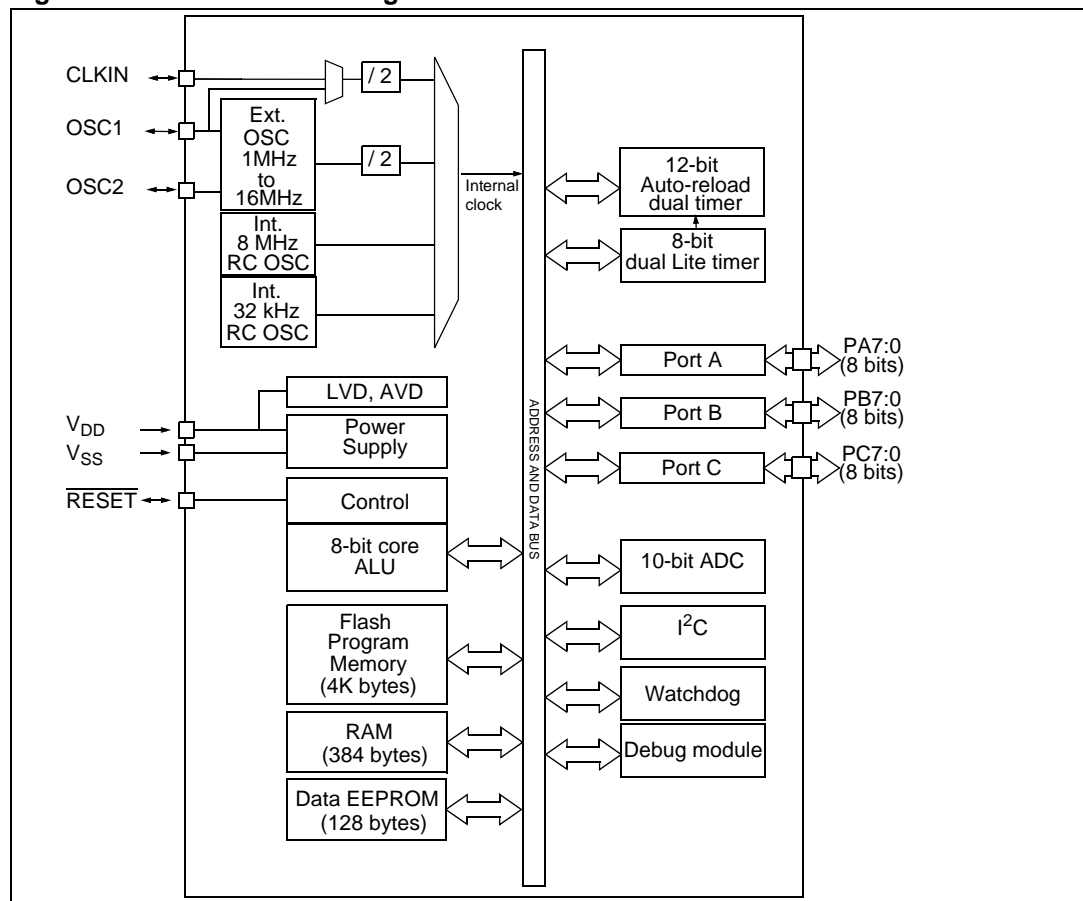 CLKIN
OSC1
OSC2
/ 2
Ext.
OSC
1MHz
to
16MHz
/ 2
Int.
8 MHz
RC OSC
Int.
32 kHz
RC OSC
Internal
clock
12-bit
Auto-reload
dual timer
8-bit
dual Lite timer
Port A
PA7:0
(8 bits)
Port B
PB7:0
(8 bits)
Port C
PC7:0
(8 bits)
ADDRESS AND DATA BUS
LVD, AVD
VDD
VSS
Power
Supply
RESET
Control
8-bit core
ALU
Flash
Program
Memory
(4K bytes)
RAM
(384 bytes)
Data EEPROM
(128 bytes)
10-bit ADC
I²C
Watchdog
Debug module